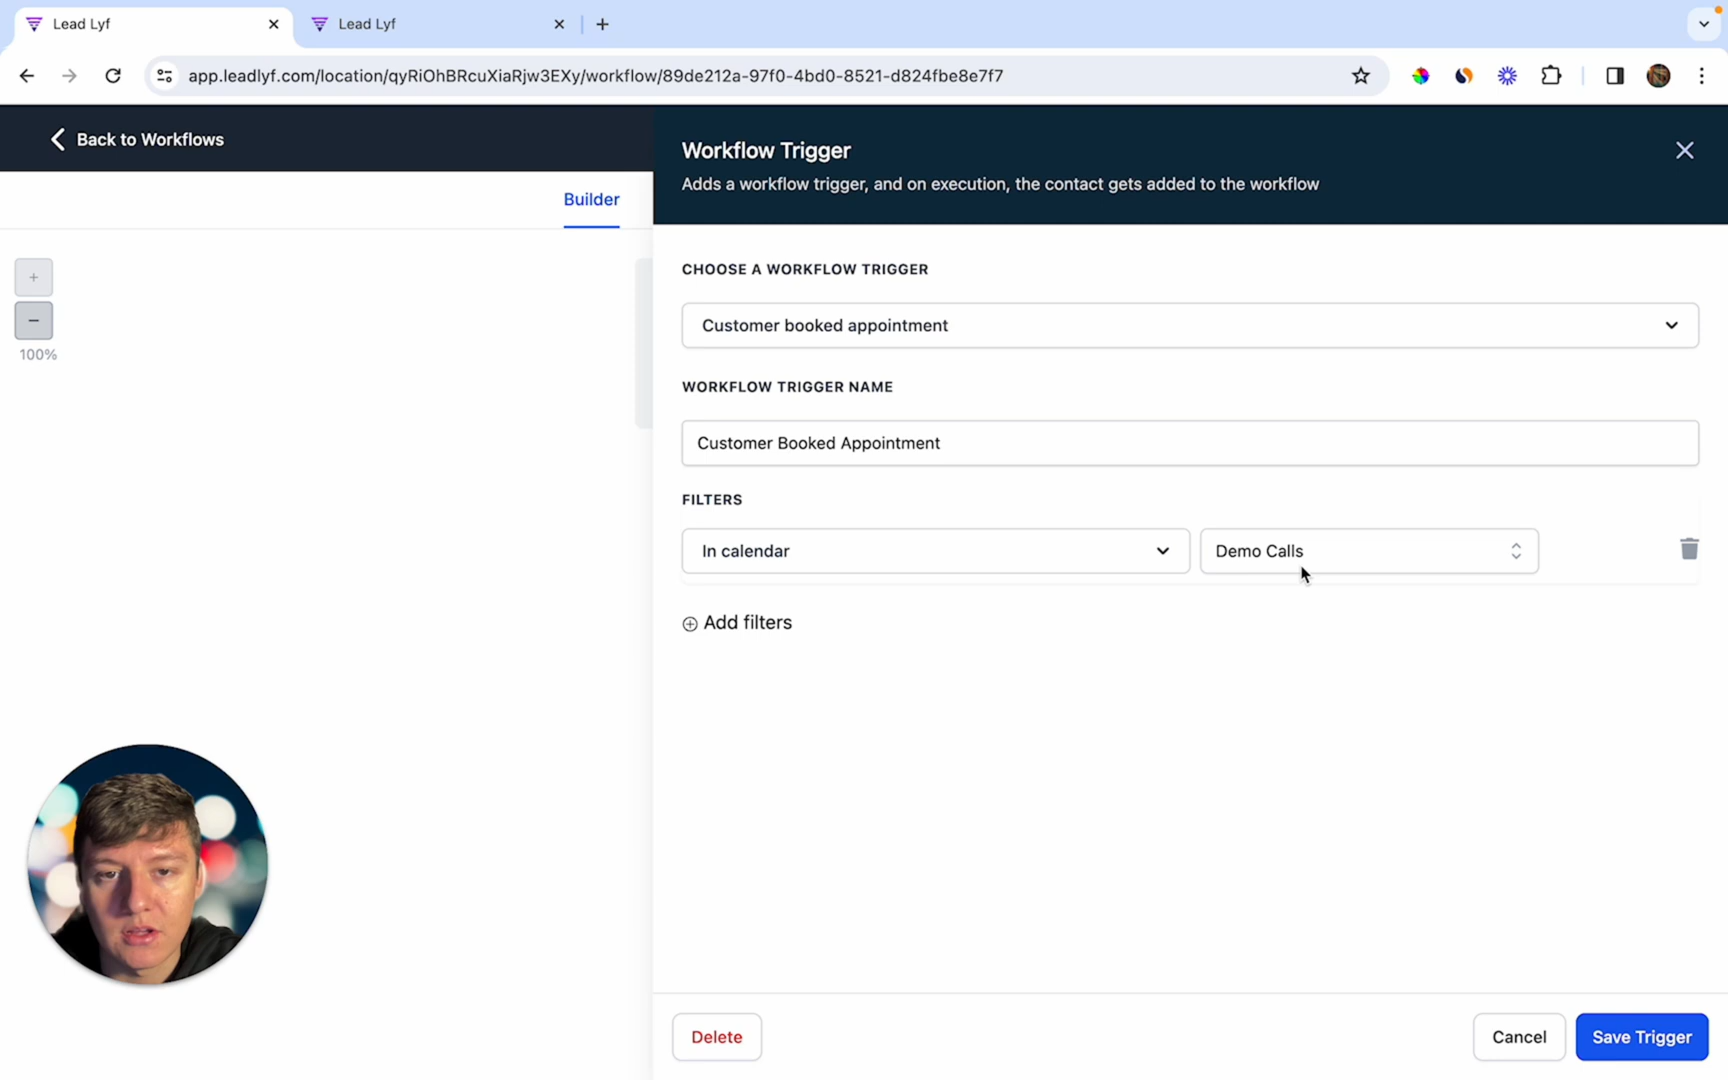 Lead Lyf
Lead Lyf
app.leadlyf.com/location/qyRiOhBRcuXiaRjw3EXy/workflow/89de212a-97f0-4bd0-8521-d824fbe8e7f7
Back to Workflows
Builder
100%
Workflow Trigger
Adds a workflow trigger, and on execution, the contact gets added to the workflow
CHOOSE A WORKFLOW TRIGGER
Customer booked appointment
WORKFLOW TRIGGER NAME
Customer Booked Appointment
FILTERS
In calendar
Demo Calls
Add filters
Delete
Cancel
Save Trigger